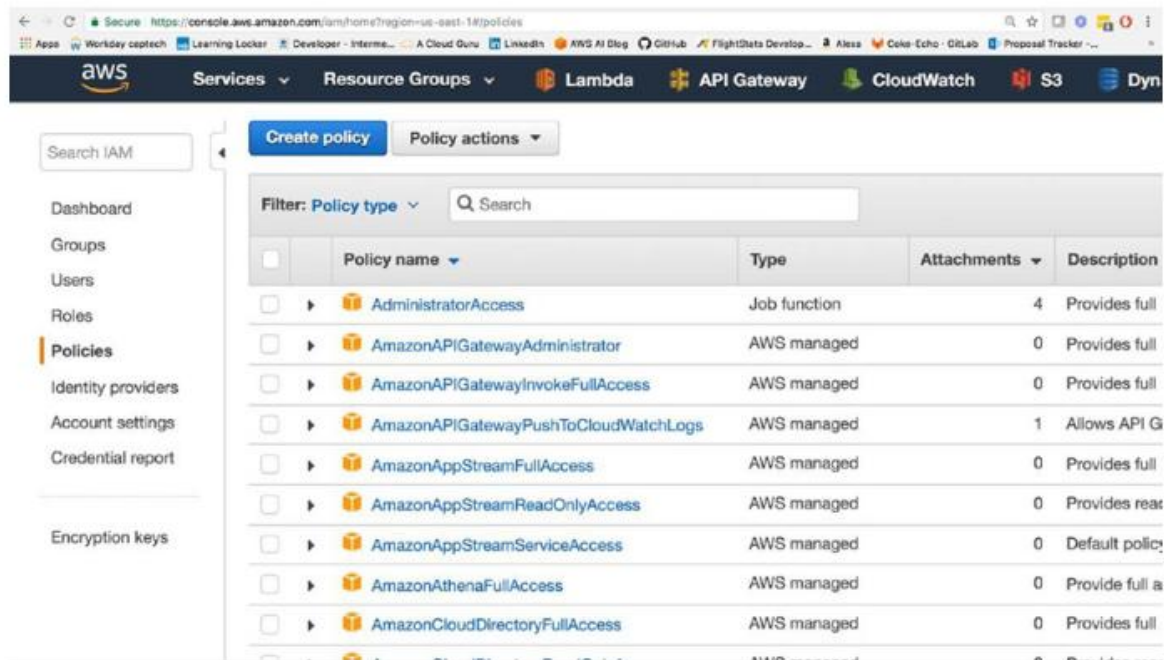 Secure https://console.aws.amazon.com/iam/home?region=us-east-1#/policies
Apps Workday captech Learning Locker Developer - Interme... A Cloud Guru LinkedIn AWS AI Blog GitHub FlightStats Develop... Alexa Coke-Echo · GitLab Proposal Tracker -...
aws Services Resource Groups Lambda API Gateway CloudWatch S3 Dyn
Search IAM
Dashboard
Groups
Users
Roles
Policies
Identity providers
Account settings
Credential report
Encryption keys
Create policy Policy actions
Filter: Policy type Search
Policy name Type Attachments Description
AdministratorAccess Job function 4 Provides full
AmazonAPIGatewayAdministrator AWS managed 0 Provides full
AmazonAPIGatewayInvokeFullAccess AWS managed 0 Provides full
AmazonAPIGatewayPushToCloudWatchLogs AWS managed 1 Allows API G
AmazonAppStreamFullAccess AWS managed 0 Provides full
AmazonAppStreamReadOnlyAccess AWS managed 0 Provides read
AmazonAppStreamServiceAccess AWS managed 0 Default policy
AmazonAthenaFullAccess AWS managed 0 Provide full a
AmazonCloudDirectoryFullAccess AWS managed 0 Provides full